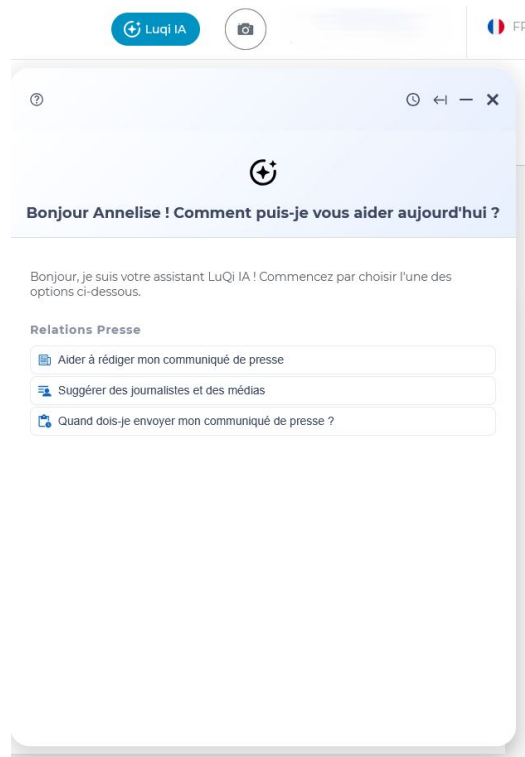 Luqi IA
FR
Bonjour Annelise ! Comment puis-je vous aider aujourd'hui ?
Bonjour, je suis votre assistant LuQi IA ! Commencez par choisir l'une des
options ci-dessous.
Relations Presse
Aider à rédiger mon communiqué de presse
Suggérer des journalistes et des médias
Quand dois-je envoyer mon communiqué de presse ?